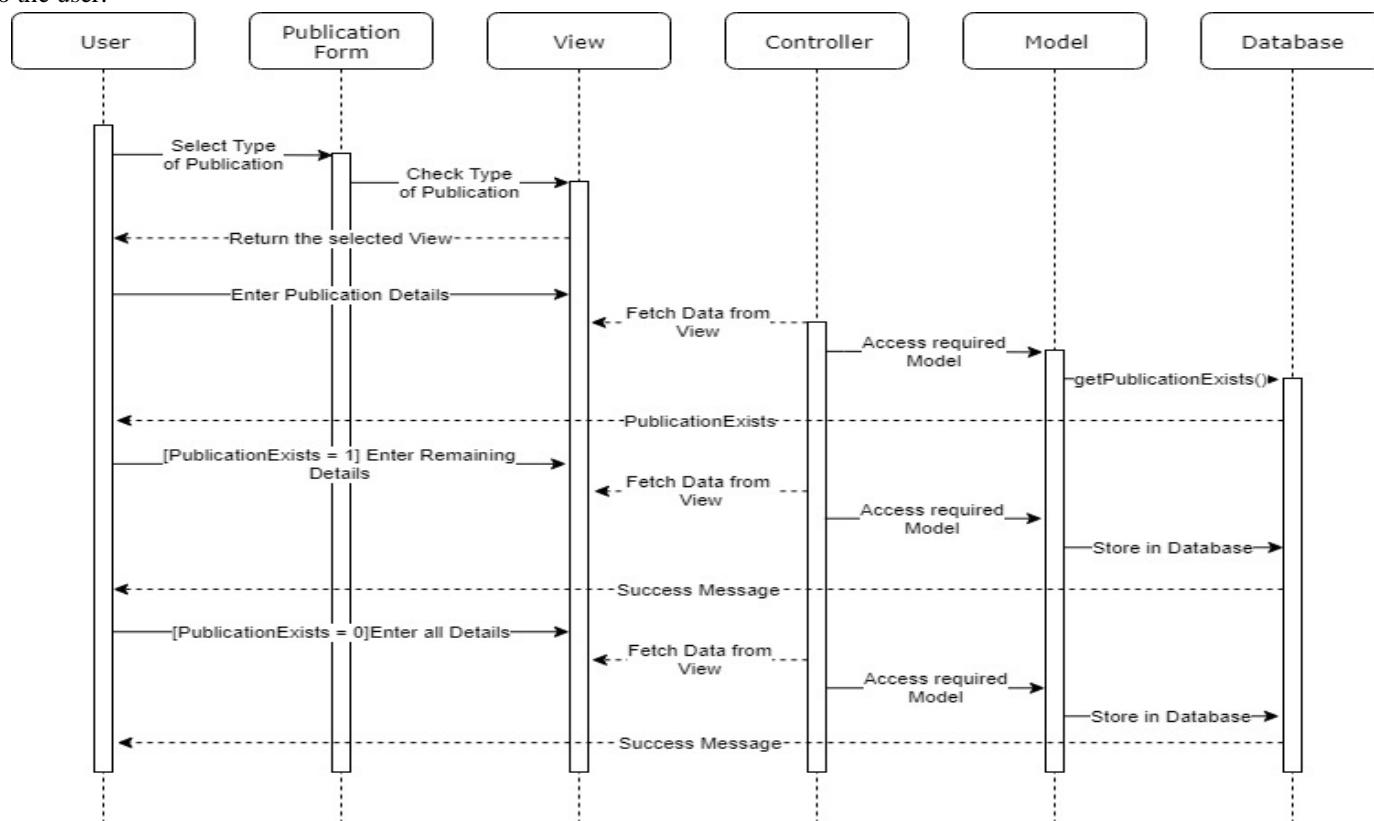 o the user.
User
Publication
Form
View
Controller
Model
Database
Select Type
of Publication
Check Type
of Publication
Return the selected View
Enter Publication Details
Fetch Data from
View
Access required
Model
getPublicationExists()
PublicationExists
[PublicationExists = 1] Enter Remaining
Details
Fetch Data from
View
Access required
Model
Store in Database
Success Message
[PublicationExists = 0]Enter all Details
Fetch Data from
View
Access required
Model
Store in Database
Success Message